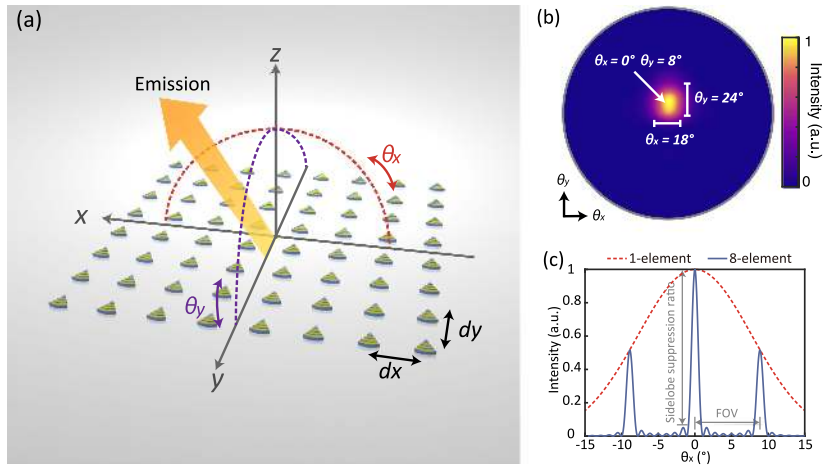 (a)
z
Emission
θx
x
θy
y
dy
dx
(b)
θx=0° θy=8°
θy = 24°
θx = 18°
θy
θx
1
0
Intensity (a.u.)
(c)
1-element
8-element
Intensity (a.u.)
1
0.8
0.6
0.4
0.2
0
Sidelobe suppression ratio
FOV
-15 -10 -5 0 5 10 15
θx (°)